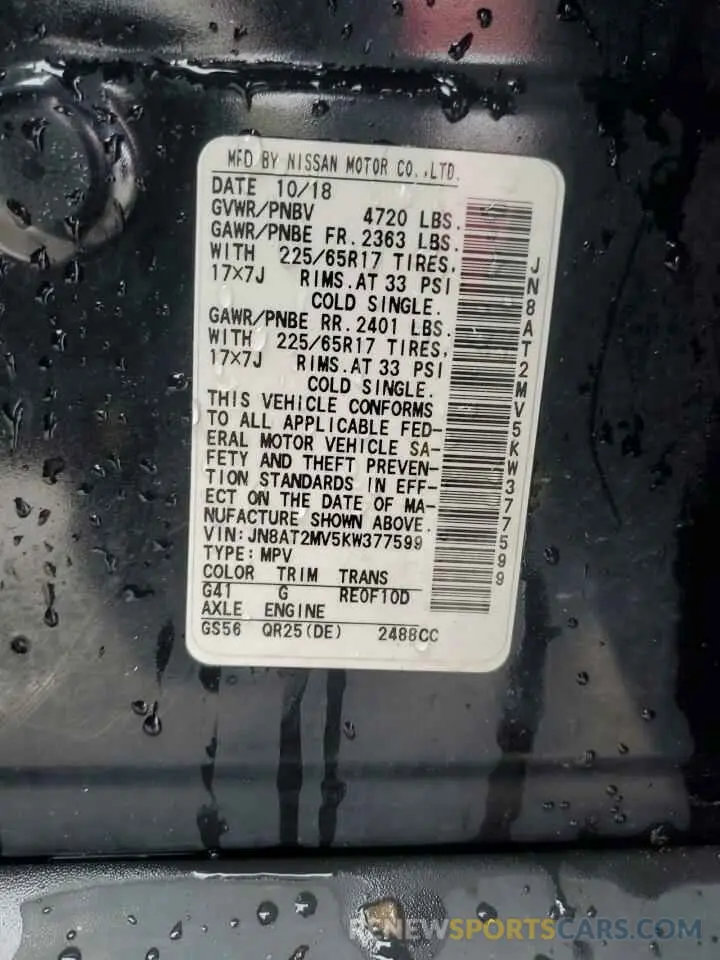 MFD BY NISSAN MOTOR CO.,LTD.
DATE 10/18
GVWR/PNBV 4720 LBS.
GAWR/PNBE FR. 2363 LBS.
WITH 225/65R17 TIRES,
17×7J RIMS.AT 33 PSI
COLD SINGLE.
GAWR/PNBE RR. 2401 LBS.
WITH 225/65R17 TIRES,
17×7J RIMS.AT 33 PSI
COLD SINGLE.
THIS VEHICLE CONFORMS
TO ALL APPLICABLE FED-
ERAL MOTOR VEHICLE SA-
FETY AND THEFT PREVEN-
TION STANDARDS IN EFF-
ECT ON THE DATE OF MA-
NUFACTURE SHOWN ABOVE.
VIN:JN8AT2MV5KW377599
TYPE:MPV
COLOR TRIM TRANS
G41 G RE0F10D
AXLE ENGINE
GS56 QR25(DE) 2488CC
JN8AT2MV5KW377599
RENEWSPORTSCARS.COM